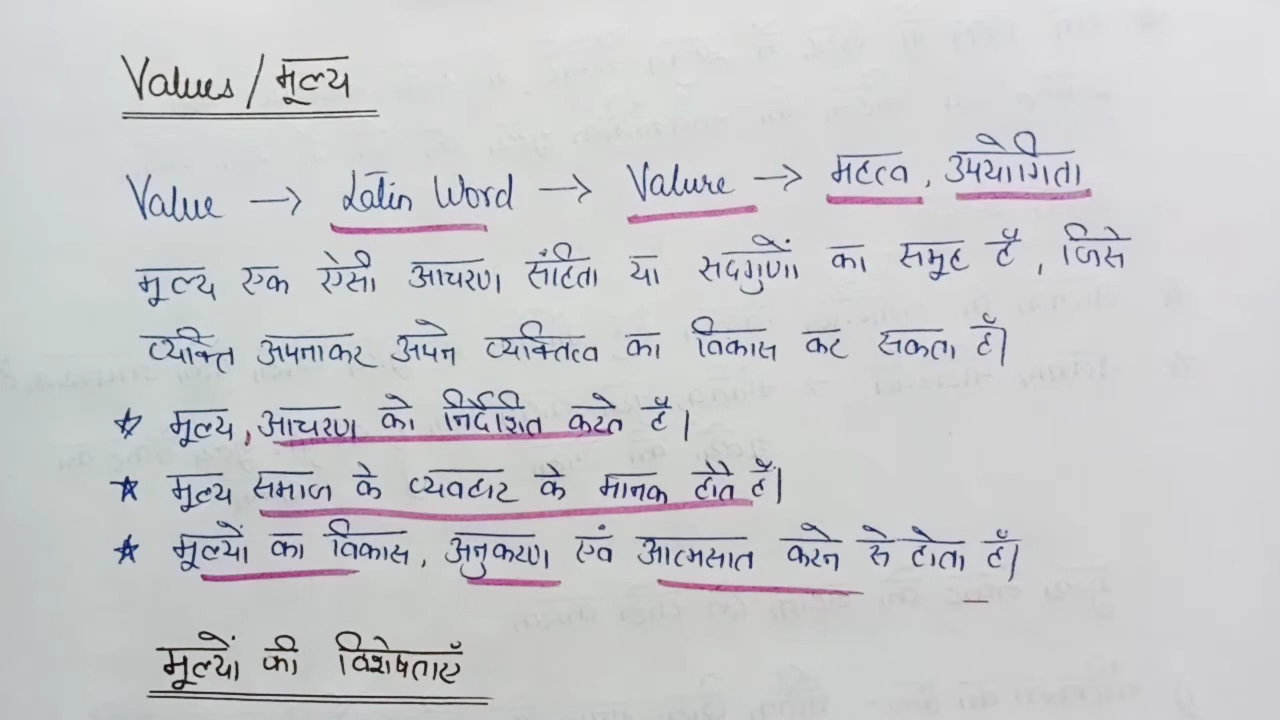 Values / मूल्य
Value → Latin Word → Valure → महत्व, उपयोगिता
मूल्य एक ऐसी आचरण संहिता या सदगुणों का समूह है, जिसे
व्यक्ति अपनाकर अपने व्यक्तित्व का विकास कर सकता है।
★ मूल्य, आचरण को निर्देशित करते हैं।
★ मूल्य समाज के व्यवहार के मानक होते हैं।
★ मूल्यों का विकास, अनुकरण एवं आत्मसात करने से होता है।
मूल्यों की विशेषताएँ